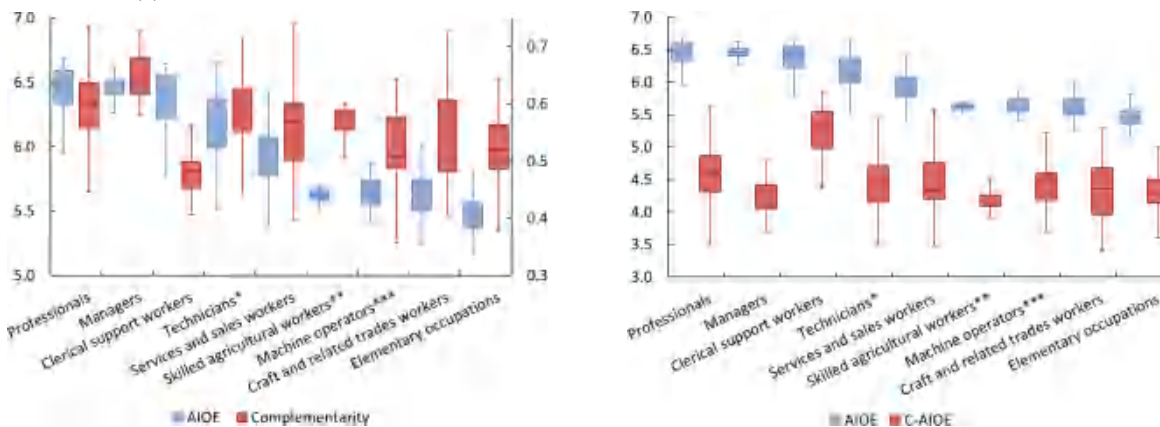 7.0
6.5
6.0
5.5
5.0
0.7
0.6
0.5
0.4
0.3
Professionals
Managers
Clerical support workers
Technicians*
Services and sales workers
Skilled agricultural workers**
Machine operators***
Craft and related trades workers
Elementary occupations
AIOE
Complementarity
7.0
6.5
6.0
5.5
5.0
4.5
4.0
3.5
3.0
Professionals
Managers
Clerical support workers
Technicians*
Services and sales workers
Skilled agricultural workers**
Machine operators***
Craft and related trades workers
Elementary occupations
AIOE
C-AIOE